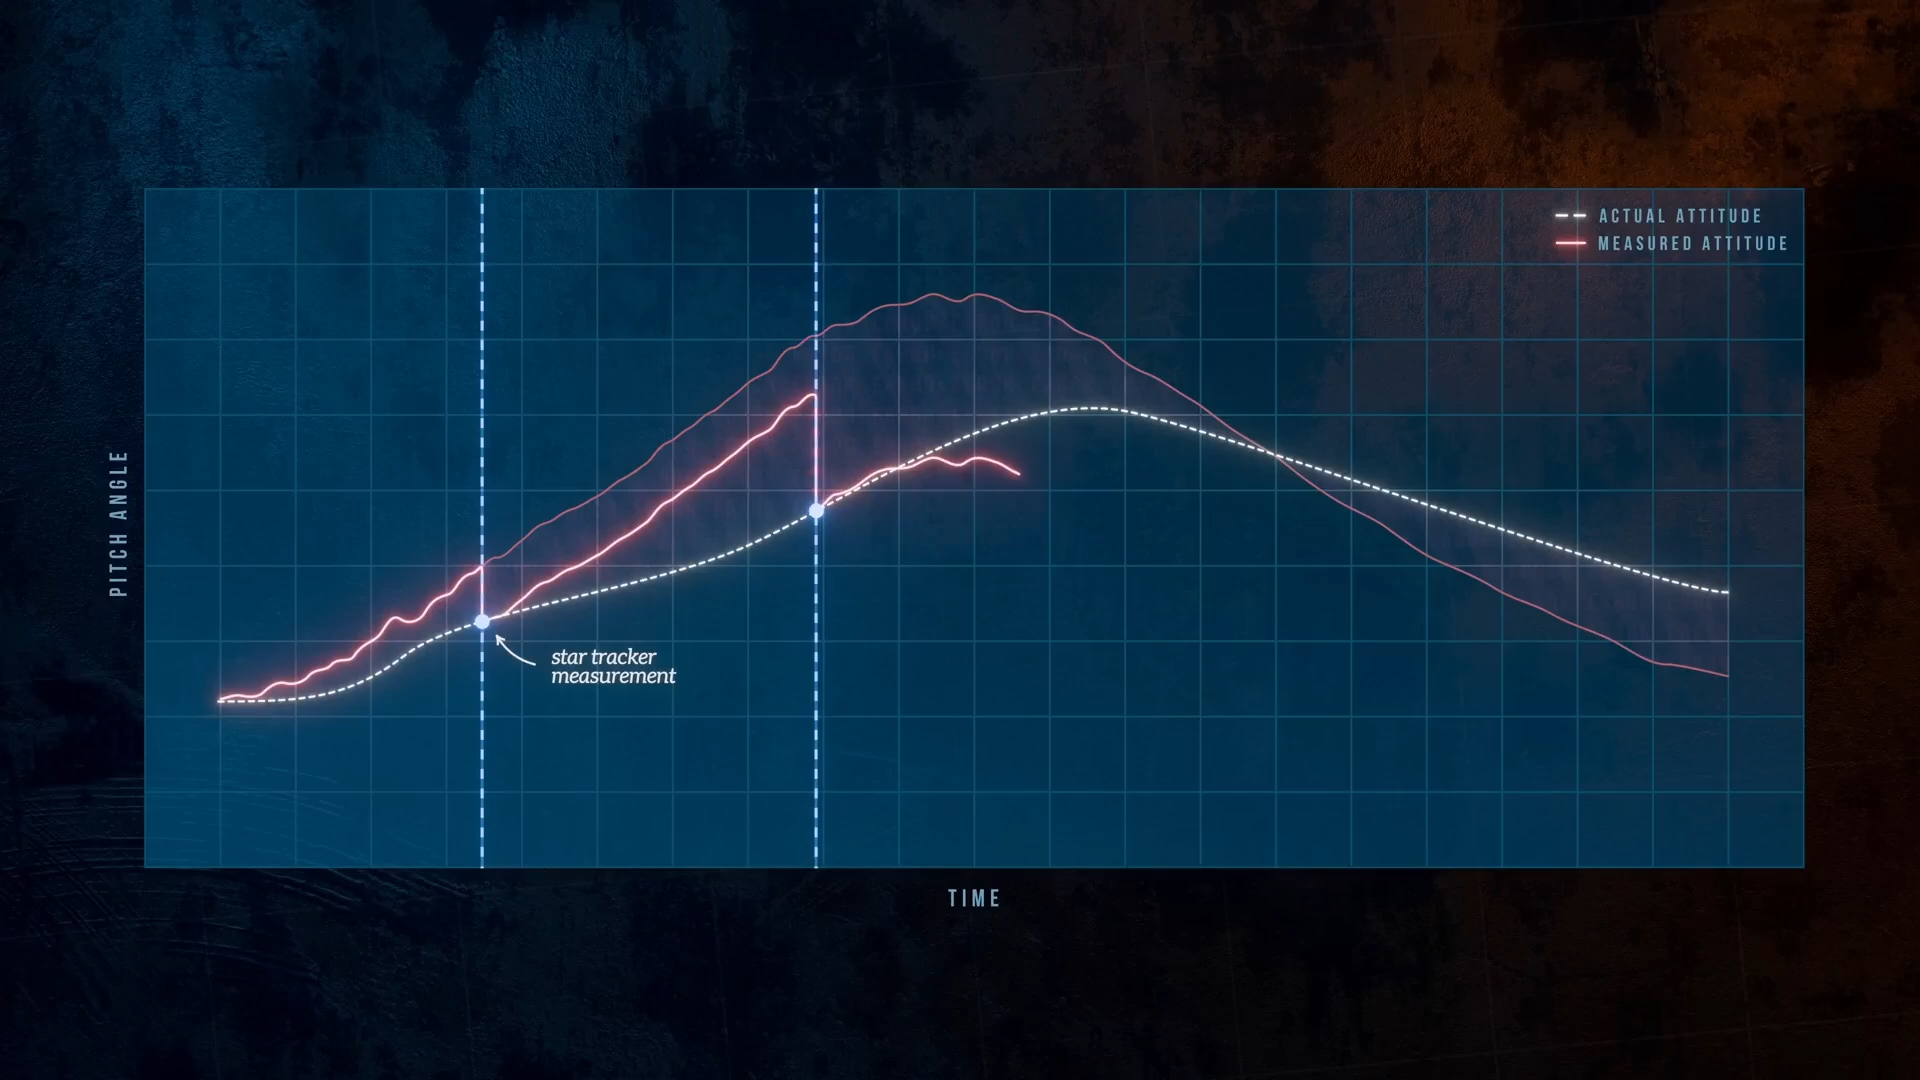 ACTUAL ATTITUDE
MEASURED ATTITUDE
PITCH ANGLE
star tracker
measurement
TIME